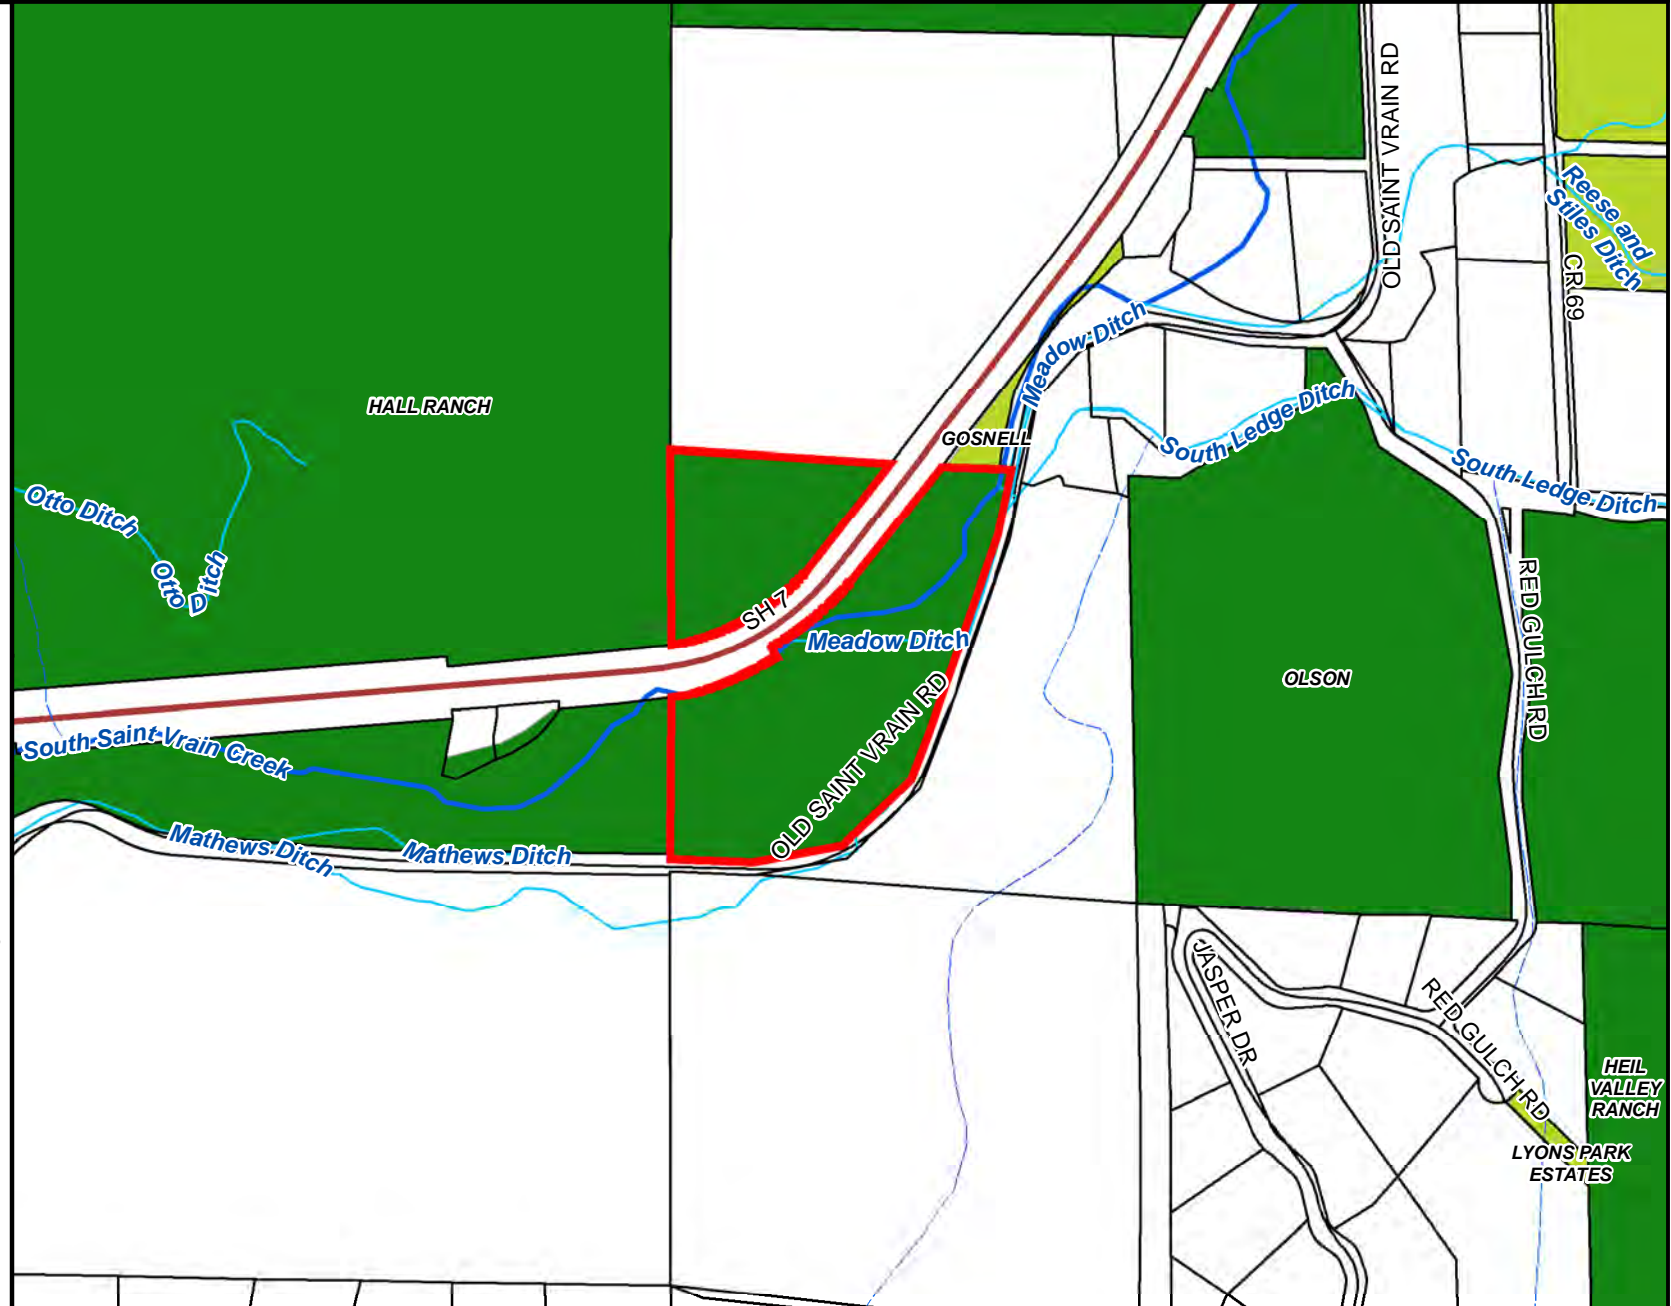 OLD SAINT VRAIN RD
Reese and
Stiles Ditch
CR 69
Meadow Ditch
HALL RANCH
GOSNELL
South Ledge Ditch
South Ledge Ditch
Otto Ditch
Otto Ditch
SH 7
Meadow Ditch
RED GULCH RD
OLSON
OLD SAINT VRAIN RD
South Saint Vrain Creek
Mathews Ditch
Mathews Ditch
JASPER DR
RED GULCH RD
HEIL
VALLEY
RANCH
LYONS PARK
ESTATES